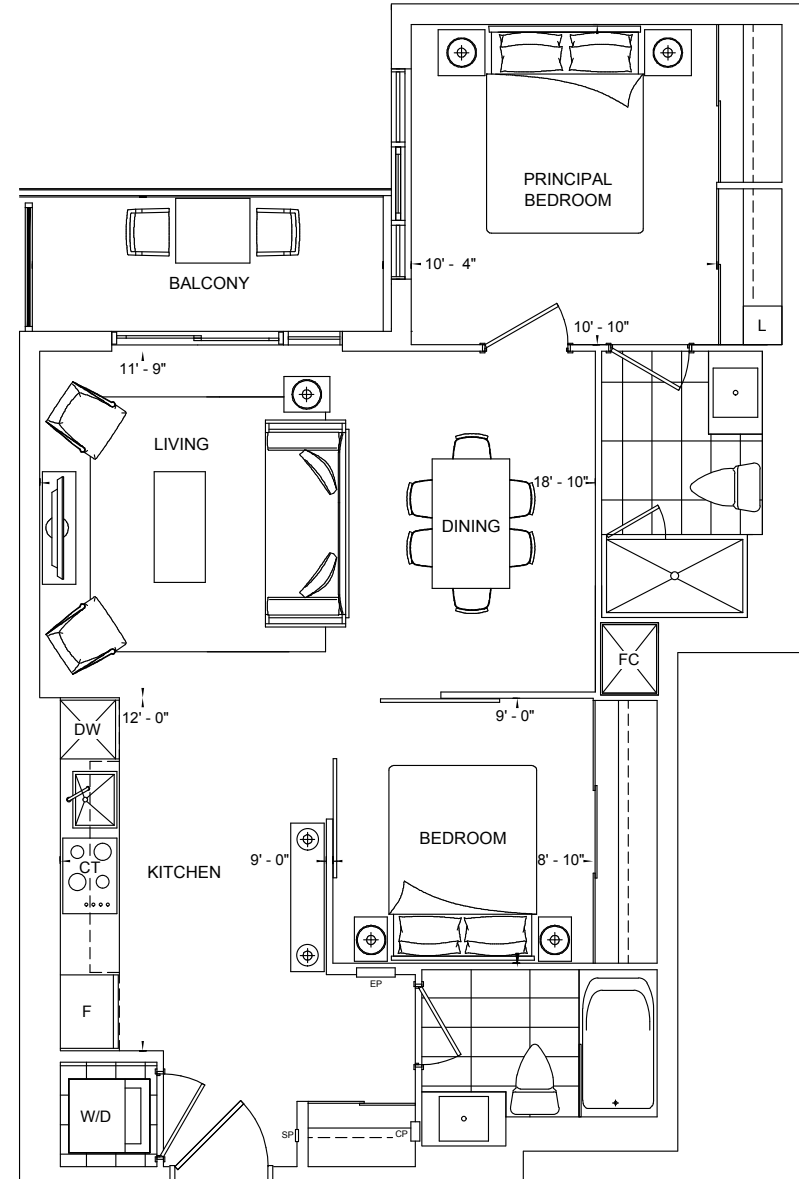 PRINCIPAL
BEDROOM
10' - 4"
BALCONY
10' - 10"
L
11' - 9"
LIVING
18' - 10"
DINING
FC
12' - 0"
9' - 0"
DW
BEDROOM
9' - 0"
8' - 10"
CT
KITCHEN
EP
F
W/D
SP
CP